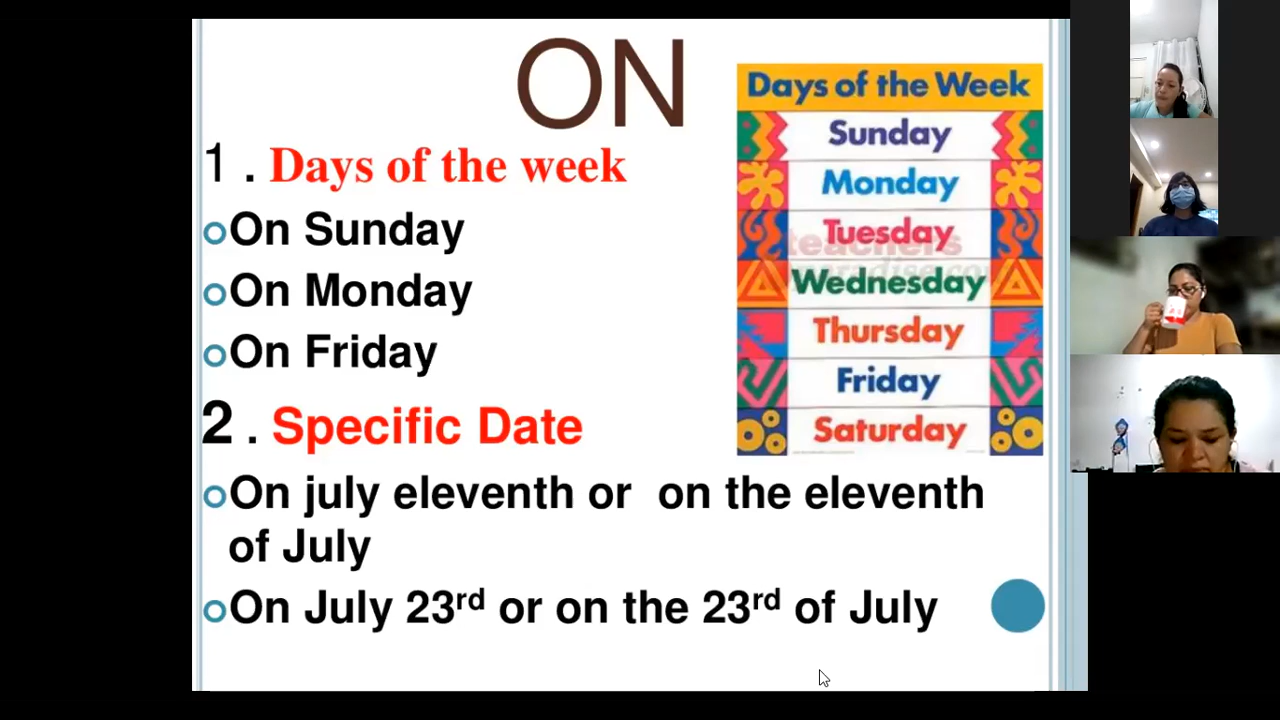 ON
1 . Days of the week
On Sunday
On Monday
On Friday
2 . Specific Date
On july eleventh or on the eleventh
of July
On July 23rd or on the 23rd of July
Days of the Week
Sunday
Monday
Tuesday
Wednesday
Thursday
Friday
Saturday